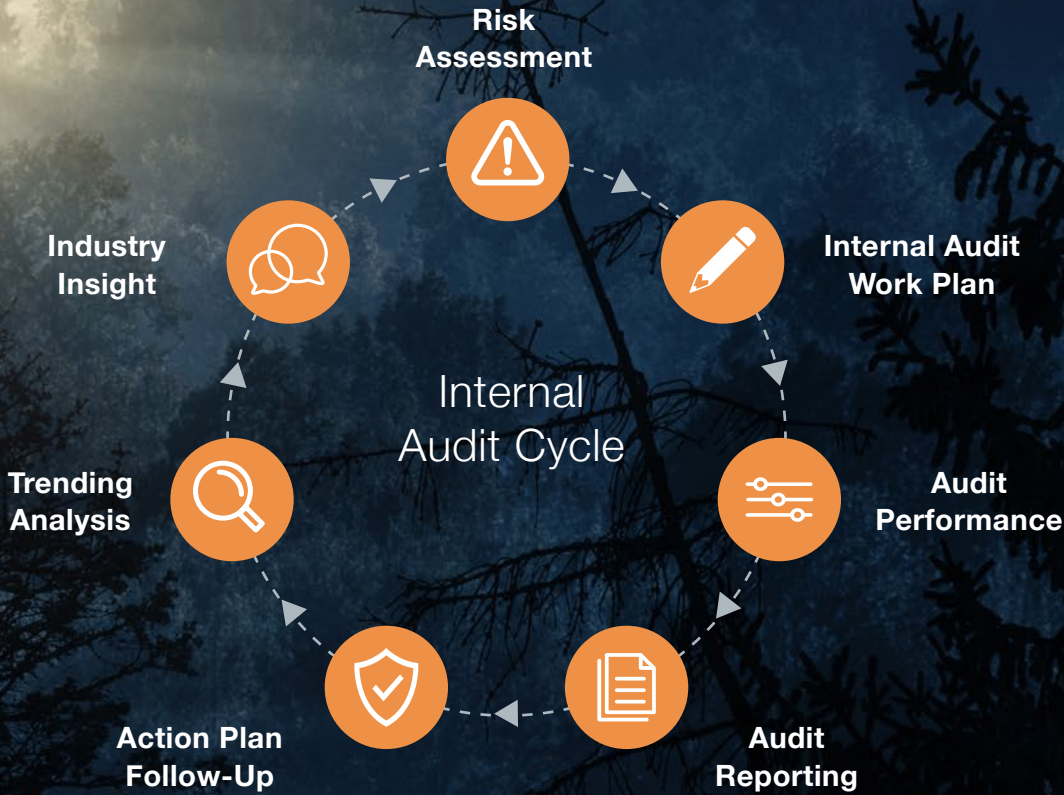 Risk
Assessment
Internal Audit
Work Plan
Audit
Performance
Audit
Reporting
Action Plan
Follow-Up
Trending
Analysis
Industry
Insight
Internal
Audit Cycle